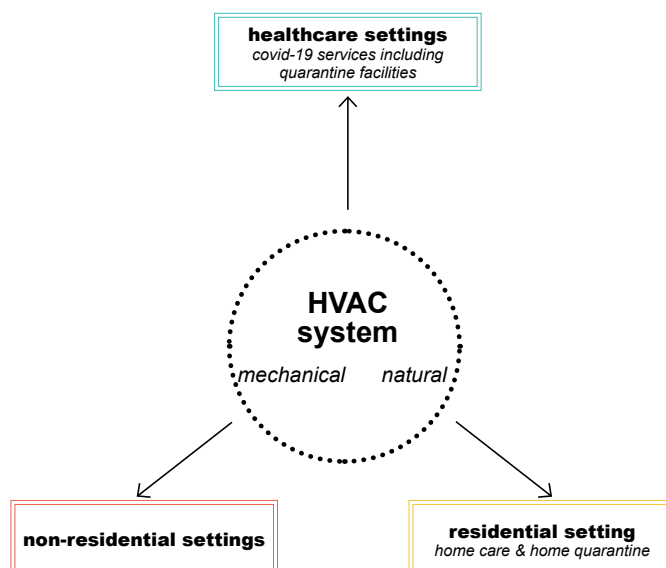 healthcare settings
covid-19 services including
quarantine facilities
HVAC
system
mechanical natural
non-residential settings
residential setting
home care & home quarantine